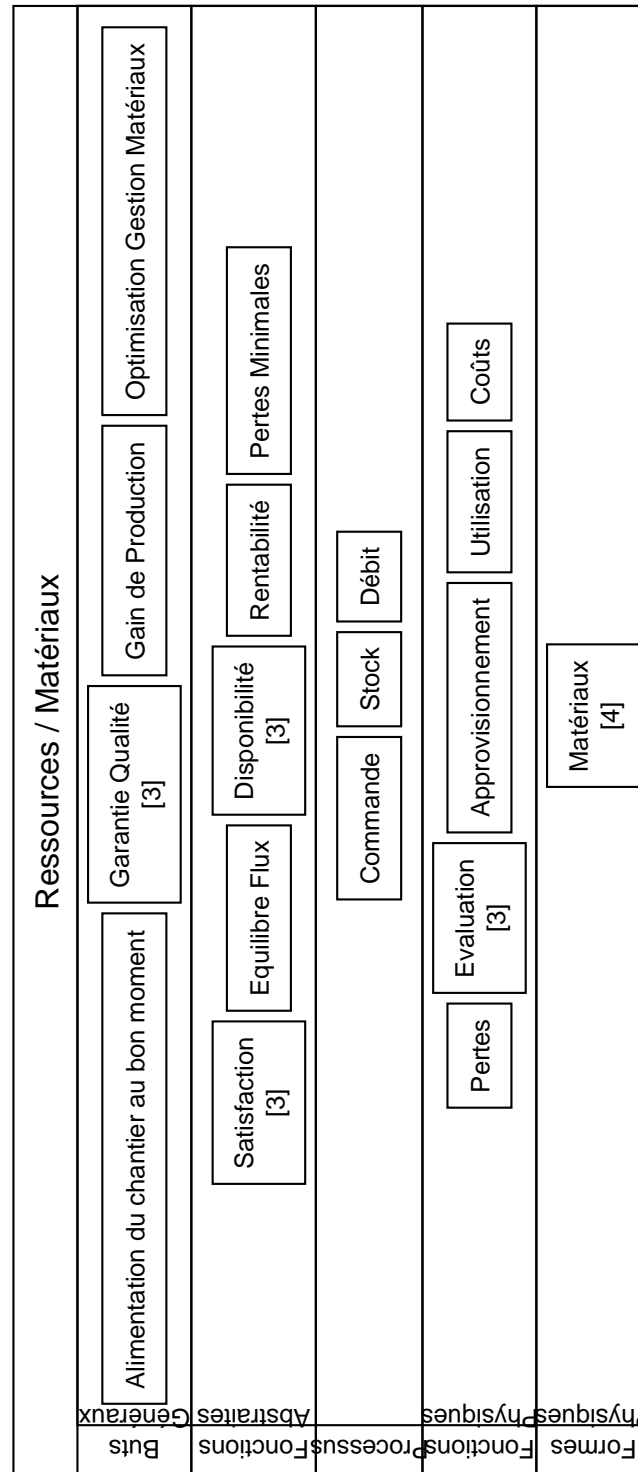 Ressources / Matériaux
Buts
Généraux
Alimentation du chantier au bon moment
Garantie Qualité
[3]
Gain de Production
Optimisation Gestion Matériaux
Fonctions
Abstraites
Satisfaction
[3]
Equilibre Flux
Disponibilité
[3]
Rentabilité
Pertes Minimales
Processus
Commande
Stock
Débit
Fonctions
Physiques
Pertes
Evaluation
[3]
Approvisionnement
Utilisation
Coûts
Formes
Physiques
Matériaux
[4]